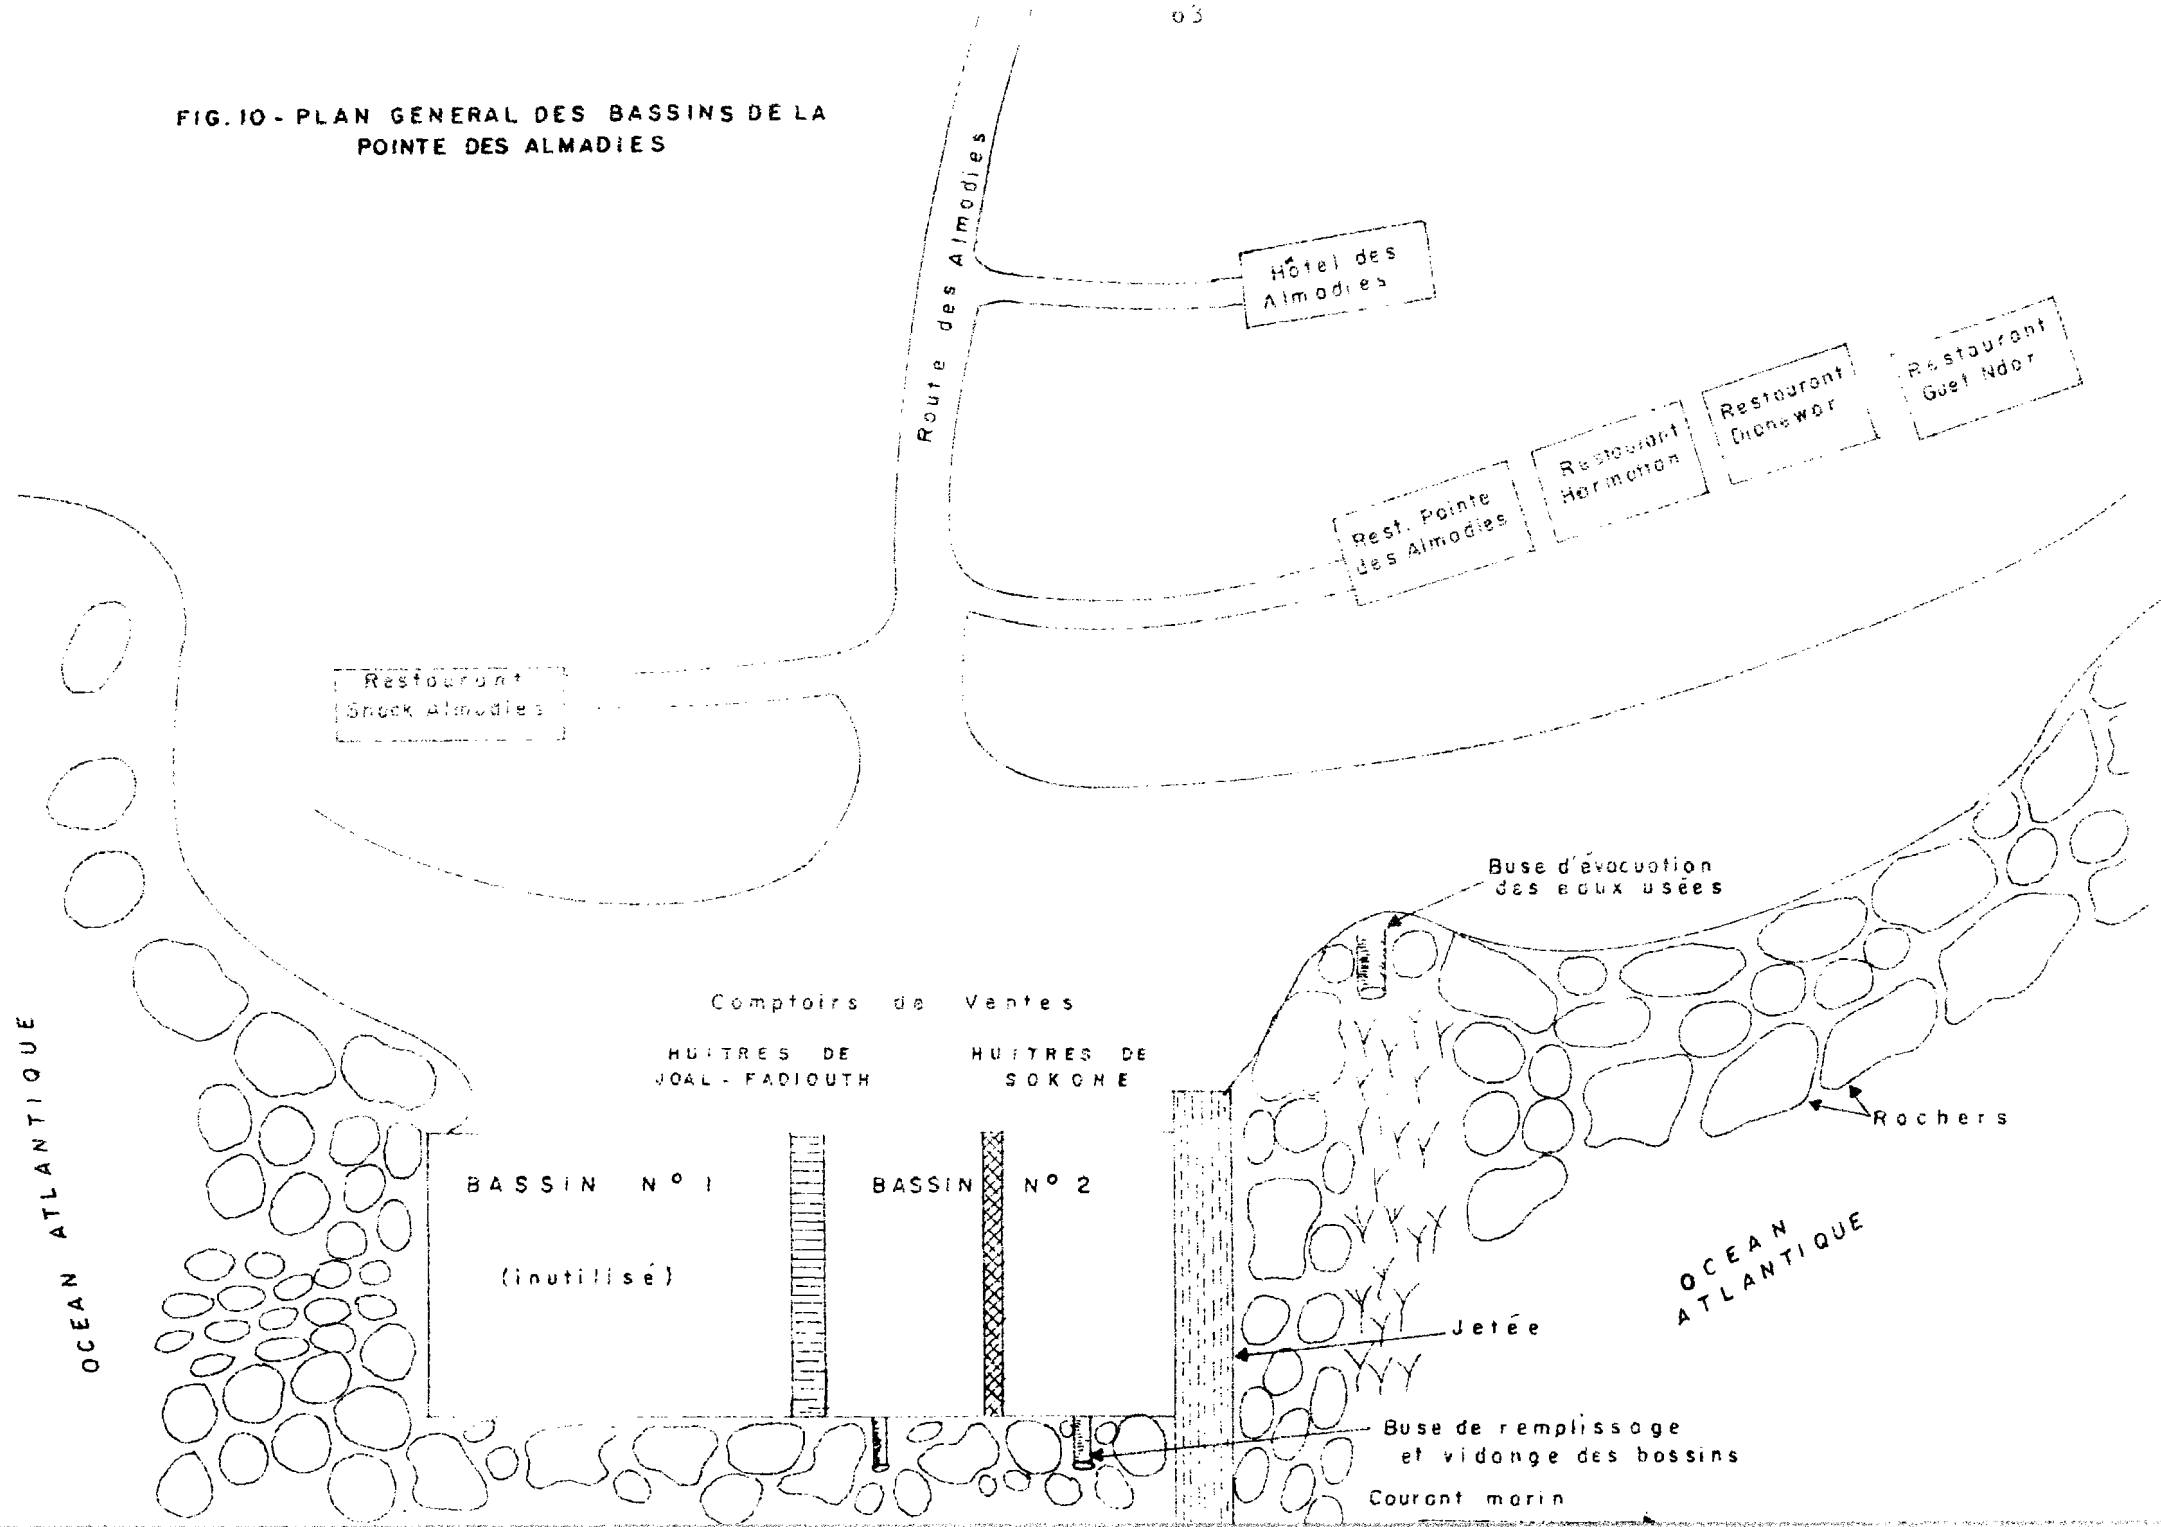 63
FIG. 10 - PLAN GENERAL DES BASSINS DE LA
POINTE DES ALMADIES
Route des Almadies
Hôtel des
Almadies
Restaurant
Guet Ndar
Restaurant
Dionewar
Restaurant
Harmattan
Rest. Pointe
des Almadies
Restaurant
Snack Almadies
Buse d'évacuation
des eaux usées
Comptoirs de Ventes
HUITRES DE
JOAL - FADIOUTH
HUITRES DE
SOKONE
OCEAN ATLANTIQUE
Rochers
BASSIN N° 1
(inutilisé)
BASSIN N° 2
OCEAN
ATLANTIQUE
Jetée
Buse de remplissage
et vidange des bassins
Courant marin